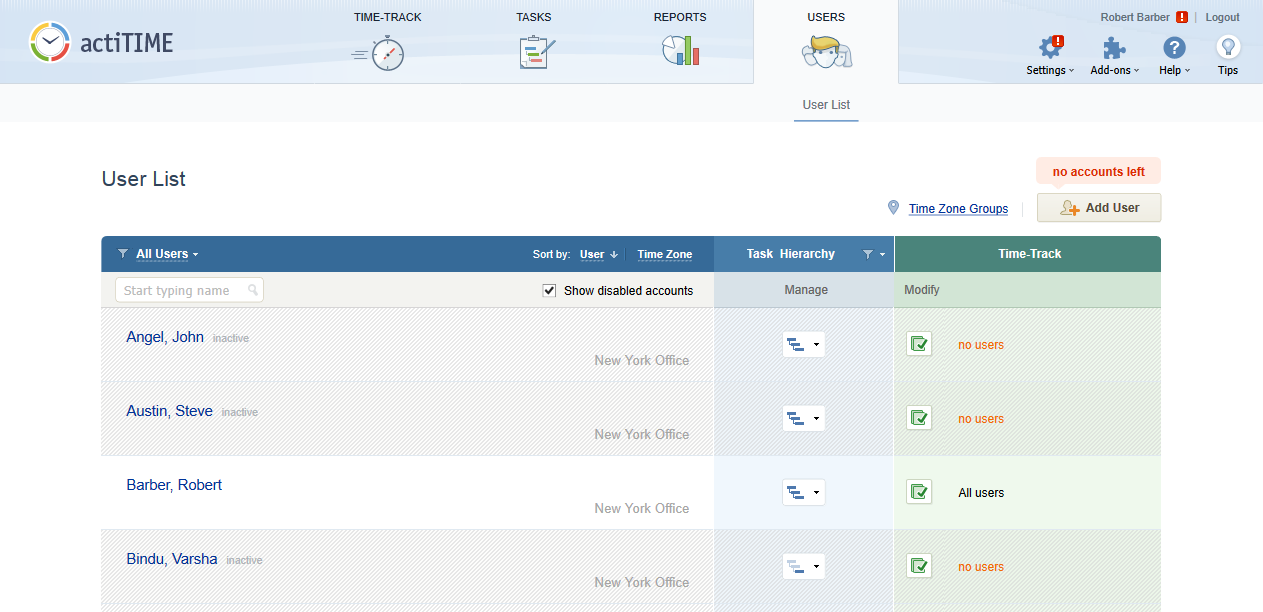 TIME-TRACK TASKS REPORTS USERS Robert Barber ! | Logout
actiTIME
Settings Add-ons Help Tips
User List
no accounts left
User List
Time Zone Groups Add User
All Users Sort by: User ↓ Time Zone Task Hierarchy Time-Track
Start typing name Show disabled accounts Manage Modify
Angel, John inactive
New York Office no users
Austin, Steve inactive
New York Office no users
Barber, Robert
New York Office All users
Bindu, Varsha inactive
New York Office no users